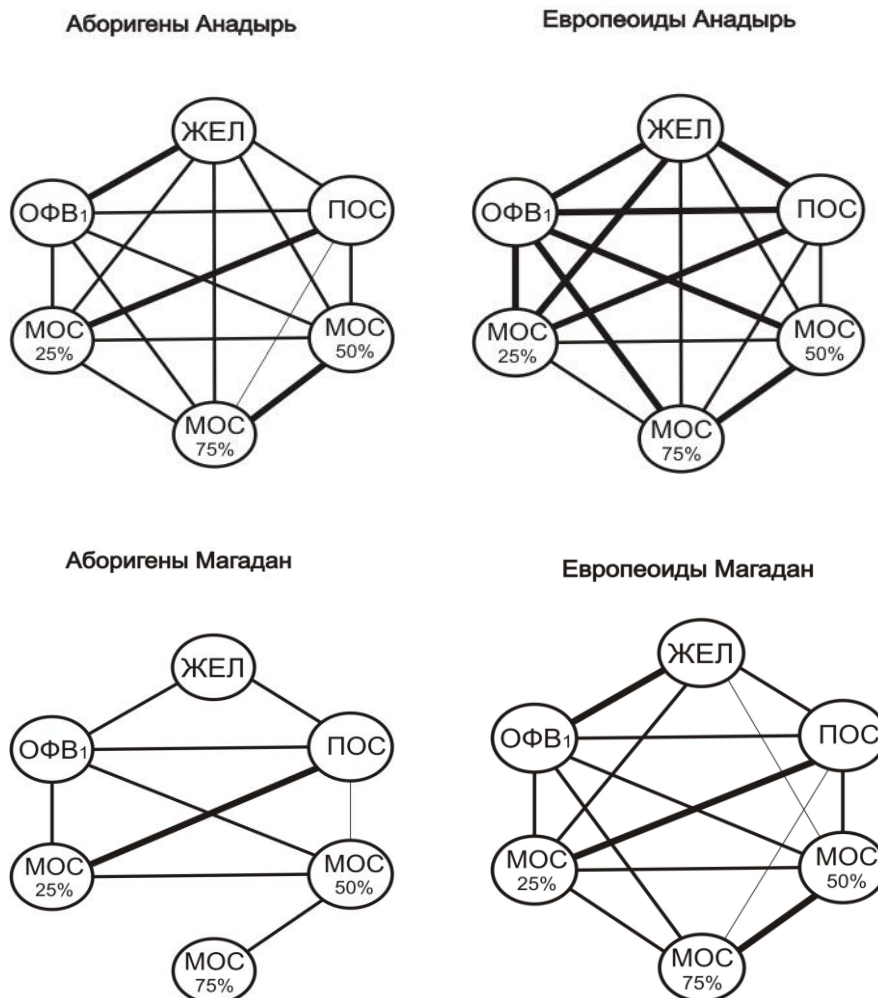 Аборигены Анадырь
ЖЕЛ
ОФВ1
ПОС
МОС
25%
МОС
50%
МОС
75%
Европеоиды Анадырь
ЖЕЛ
ОФВ1
ПОС
МОС
25%
МОС
50%
МОС
75%
Аборигены Магадан
ЖЕЛ
ОФВ1
ПОС
МОС
25%
МОС
50%
МОС
75%
Европеоиды Магадан
ЖЕЛ
ОФВ1
ПОС
МОС
25%
МОС
50%
МОС
75%